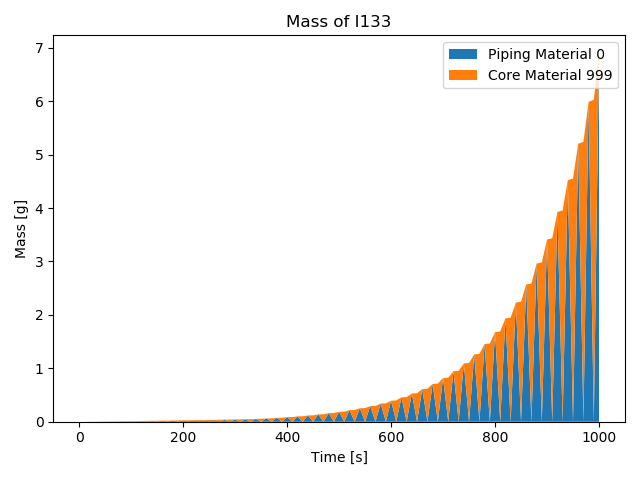 Mass of I133
Piping Material 0
Core Material 999
Mass [g]
7
6
5
4
3
2
1
0
0 200 400 600 800 1000
Time [s]